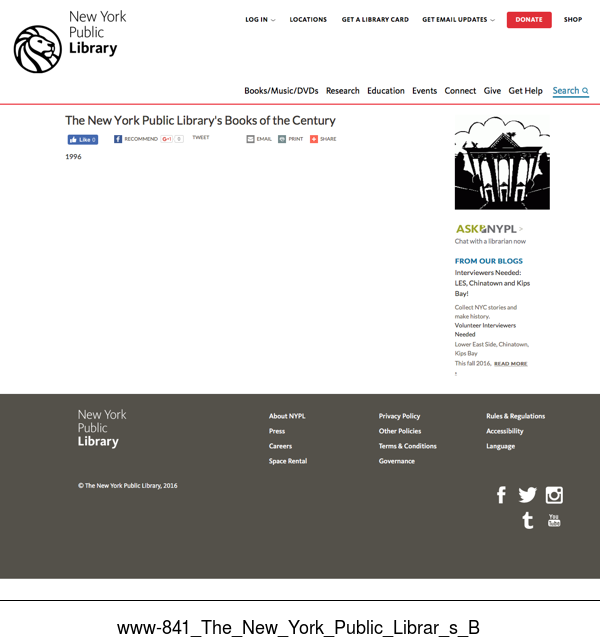 New York
Public
Library
LOG IN
LOCATIONS
GET A LIBRARY CARD
GET EMAIL UPDATES
DONATE
SHOP
Books/Music/DVDs
Research
Education
Events
Connect
Give
Get Help
Search
The New York Public Library's Books of the Century
Like 0
RECOMMEND
G+1
0
TWEET
EMAIL
PRINT
SHARE
1996
ASK NYPL >
Chat with a librarian now
FROM OUR BLOGS
Interviewers Needed:
LES, Chinatown and Kips
Bay!
Collect NYC stories and
make history.
Volunteer Interviewers
Needed
Lower East Side, Chinatown,
Kips Bay
This fall 2016, READ MORE
New York
Public
Library
About NYPL
Press
Careers
Space Rental
Privacy Policy
Other Policies
Terms & Conditions
Governance
Rules & Regulations
Accessibility
Language
© The New York Public Library, 2016
You
Tube
www-841_The_New_York_Public_Librar_s_B